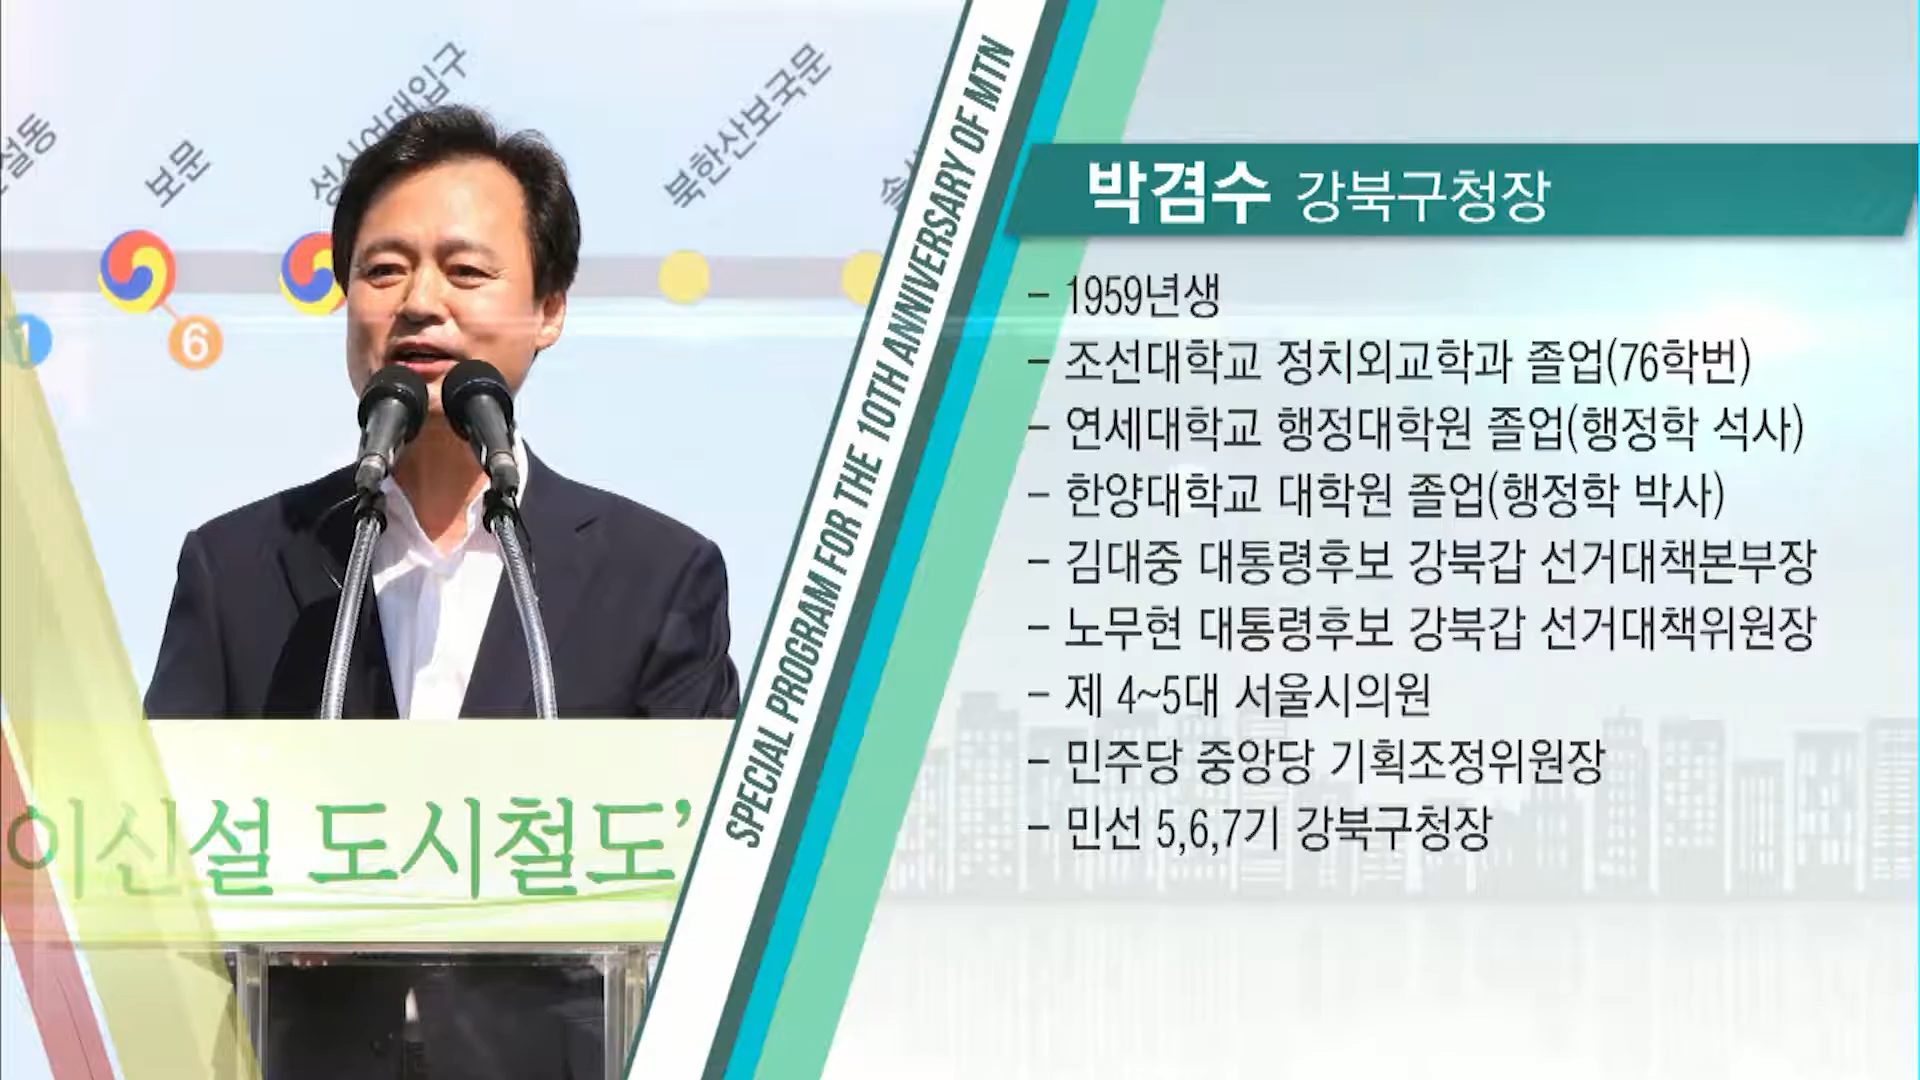 보문
북한산보국문
1
6
이신설 도시철도’
SPECIAL PROGRAM FOR THE 10TH ANNIVERSARY OF MTN
박겸수 강북구청장
- 1959년생
- 조선대학교 정치외교학과 졸업(76학번)
- 연세대학교 행정대학원 졸업(행정학 석사)
- 한양대학교 대학원 졸업(행정학 박사)
- 김대중 대통령후보 강북갑 선거대책본부장
- 노무현 대통령후보 강북갑 선거대책위원장
- 제 4~5대 서울시의원
- 민주당 중앙당 기획조정위원장
- 민선 5,6,7기 강북구청장